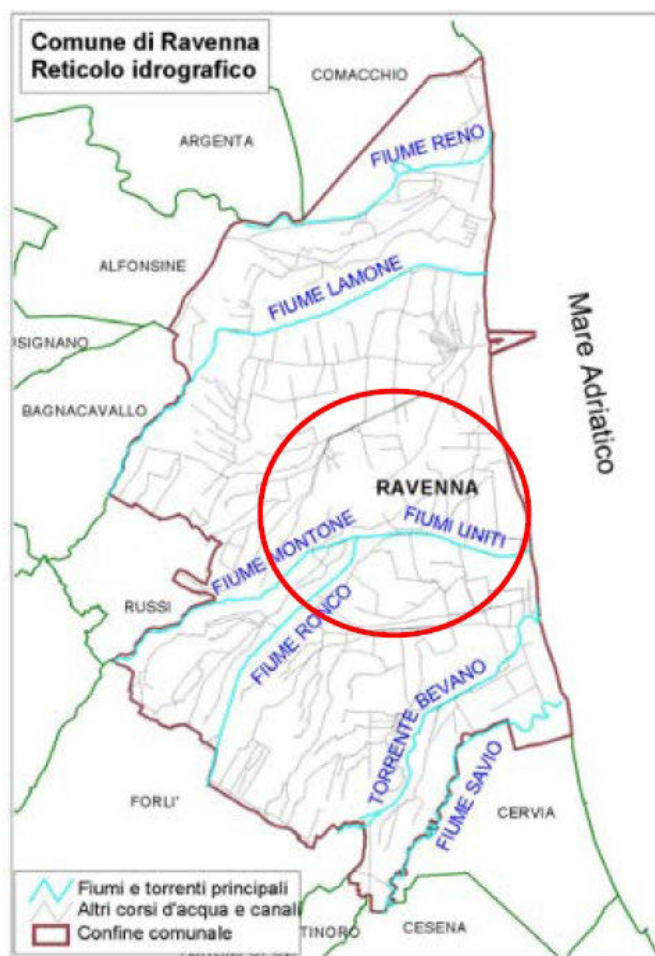 Comune di Ravenna
Reticolo idrografico
COMACCHIO
ARGENTA
FIUME RENO
ALFONSINE
FIUME LAMONE
Mare Adriatico
USIGNANO
BAGNACAVALLO
RAVENNA
FIUME MONTONE
FIUMI UNITI
RUSSI
FIUME RONCO
TORRENTE BEVANO
FORLI'
FIUME SAVIO
CERVIA
Fiumi e torrenti principali
Altri corsi d'acqua e canali
Confine comunale
TINORO
CESENA